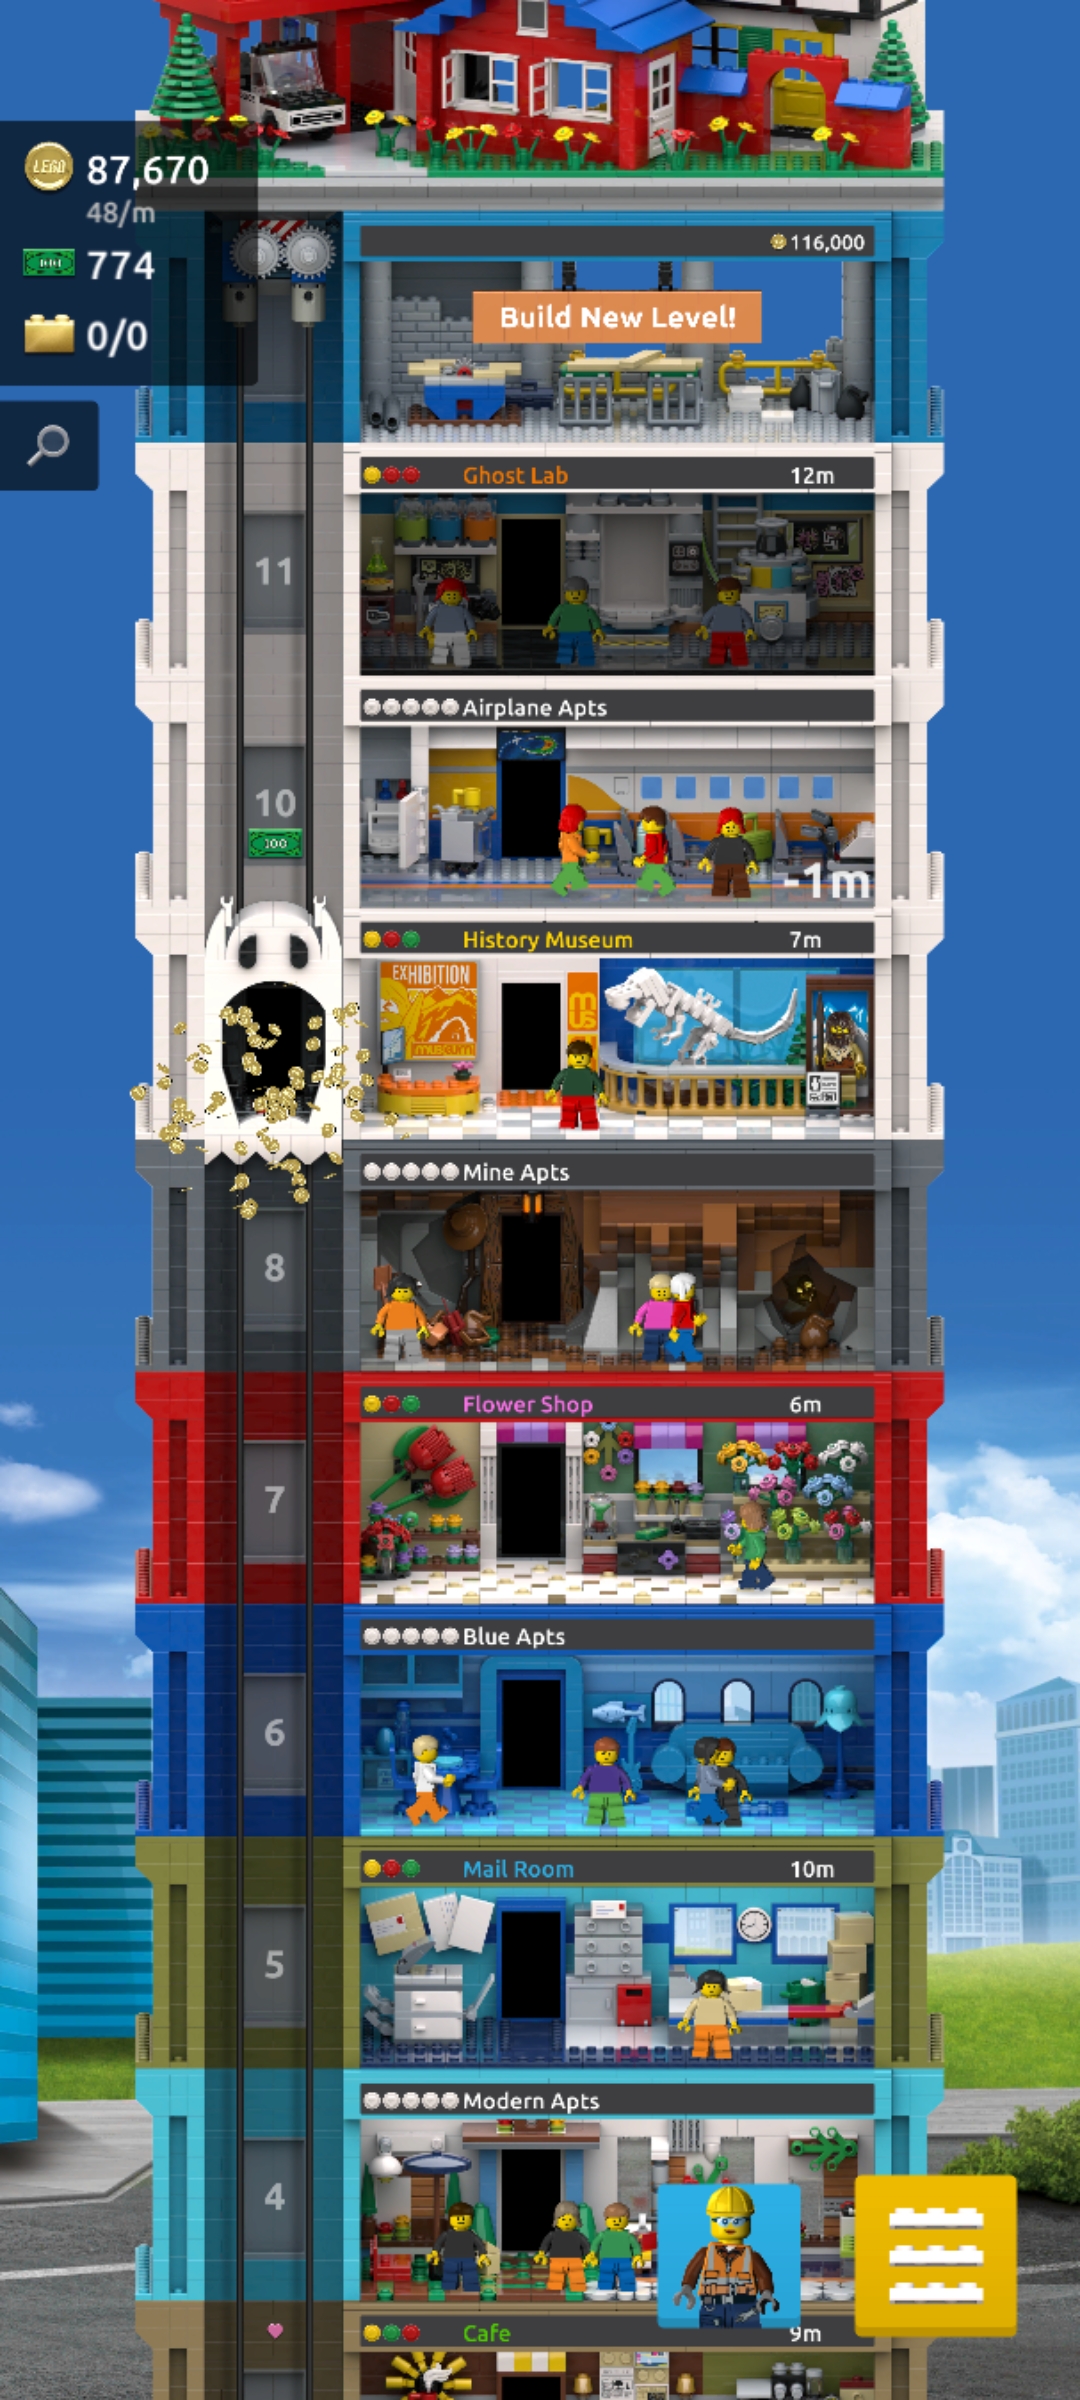 LEGO
87,670
48/m
774
0/0
116,000
Build New Level!
Ghost Lab 12m
11
Airplane Apts
10
100
-1m
History Museum 7m
EXHIBITION
museum
Mine Apts
8
Flower Shop 6m
7
Blue Apts
6
Mail Room 10m
5
Modern Apts
4
Cafe 9m